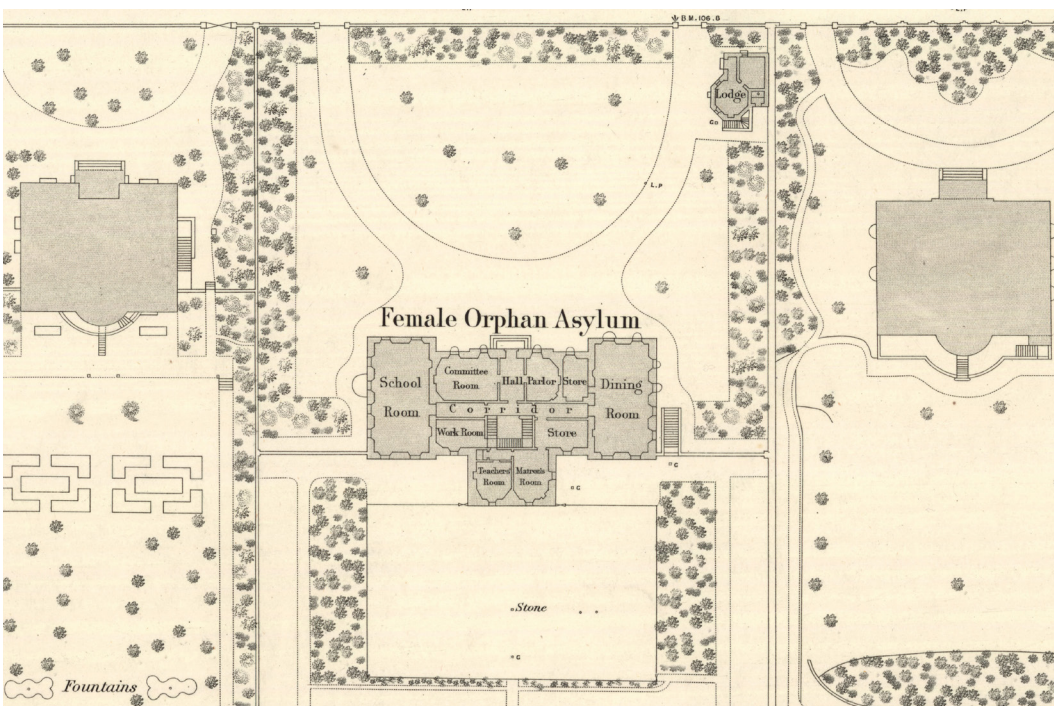 B.M. 106.8
Lodge
L.P
Female Orphan Asylum
School
Room
Committee
Room
Hall
Parlor
Store
Dining
Room
Corridor
Work Room
Store
Teachers'
Room
Matron's
Room
G
G
Stone
G
Fountains